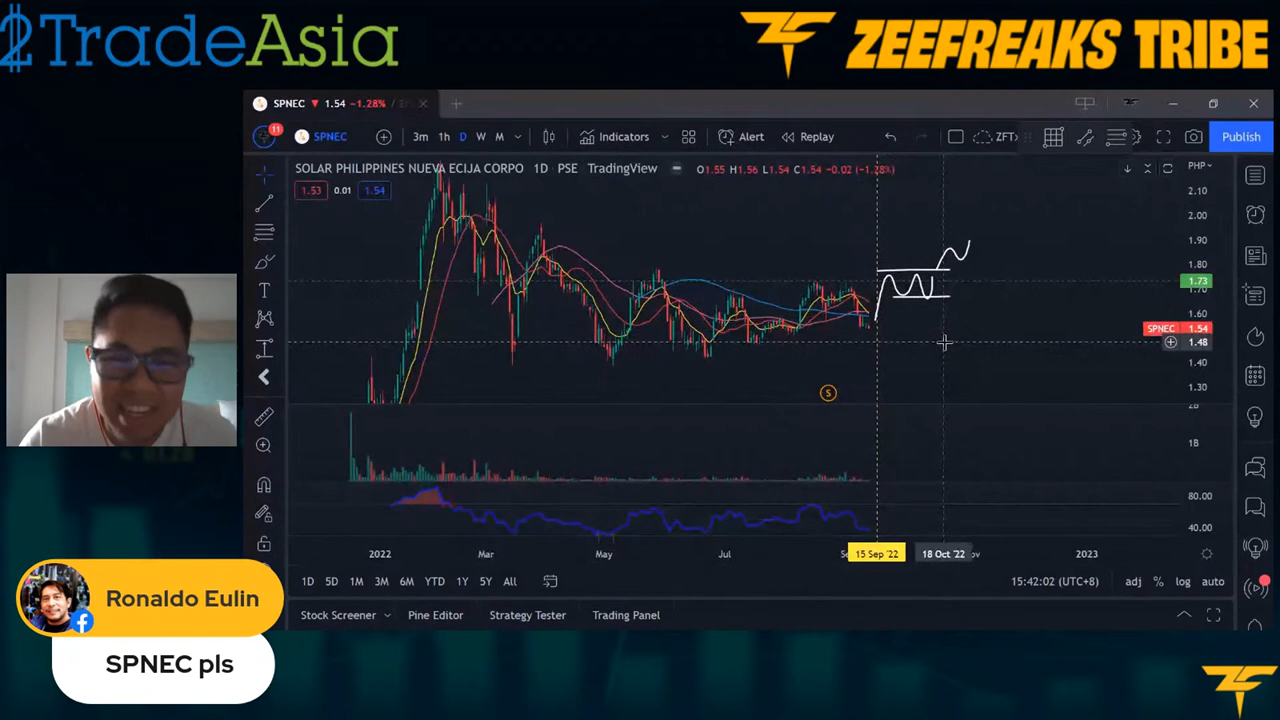 2TradeAsia
ZEEFREAKS TRIBE
SPNEC ▼ 1.54 −1.28% /
11
SPNEC
3m 1h D W M
Indicators
Alert
Replay
Publish
SOLAR PHILIPPINES NUEVA ECIJA CORPO 1D PSE TradingView
O1.55 H1.56 L1.54 C1.54 −0.02 (−1.28%)
PHP
1.53 0.01 1.54
2.10
2.00
1.90
1.80
1.73
1.70
1.60
SPNEC 1.54
1.48
1.40
1.30
S
2B
1B
80.00
40.00
2022 Mar May Jul 15 Sep '22 18 Oct '22 2023
1D 5D 1M 3M 6M YTD 1Y 5Y All
15:42:02 (UTC+8) adj % log auto
Stock Screener Pine Editor Strategy Tester Trading Panel
Ronaldo Eulin
SPNEC pls